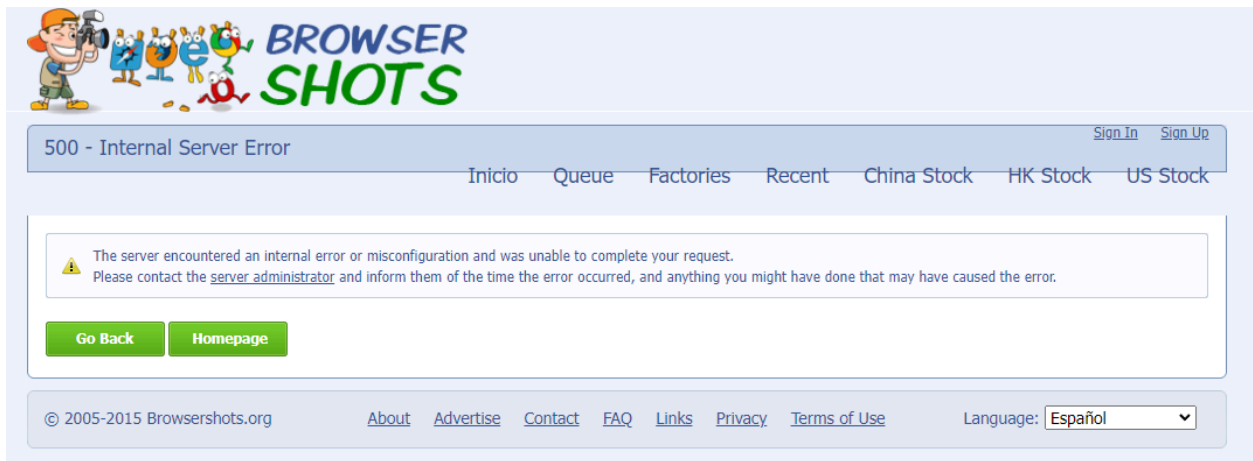 BROWSER
SHOTS
Sign In Sign Up
500 - Internal Server Error
Inicio Queue Factories Recent China Stock HK Stock US Stock
The server encountered an internal error or misconfiguration and was unable to complete your request.
Please contact the server administrator and inform them of the time the error occurred, and anything you might have done that may have caused the error.
Go Back Homepage
© 2005-2015 Browsershots.org About Advertise Contact FAQ Links Privacy Terms of Use Language: Español